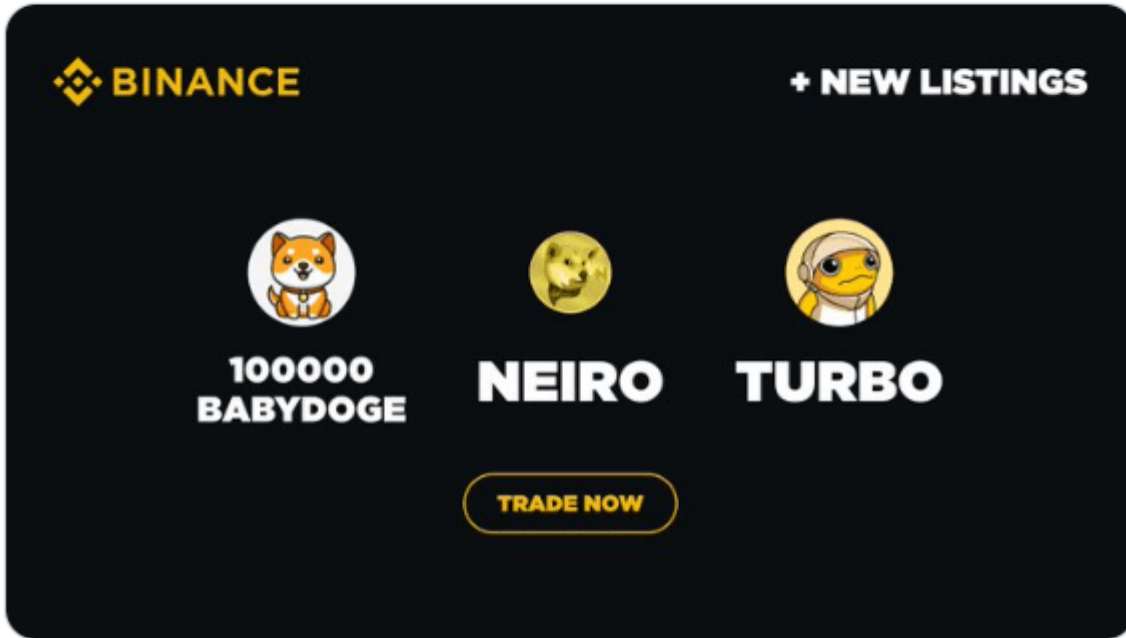 BINANCE
+ NEW LISTINGS
100000
BABYDOGE
NEIRO
TURBO
TRADE NOW